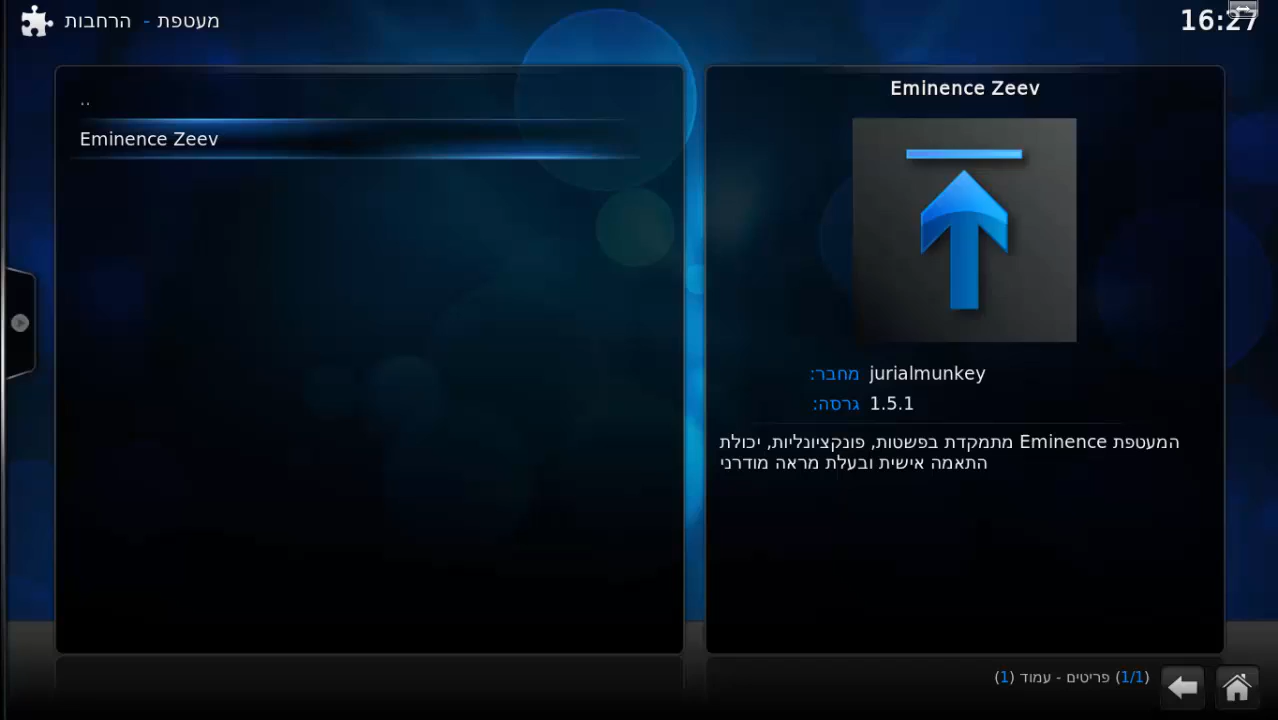 הרחבות - מעטפת
16:27
..
Eminence Zeev
Eminence Zeev
מחבר: jurialmunkey
גרסה: 1.5.1
המעטפת Eminence מתמקדת בפשטות, פונקציונליות, יכולת
התאמה אישית ובעלת מראה מודרני
(1/1) פריטים - עמוד (1)